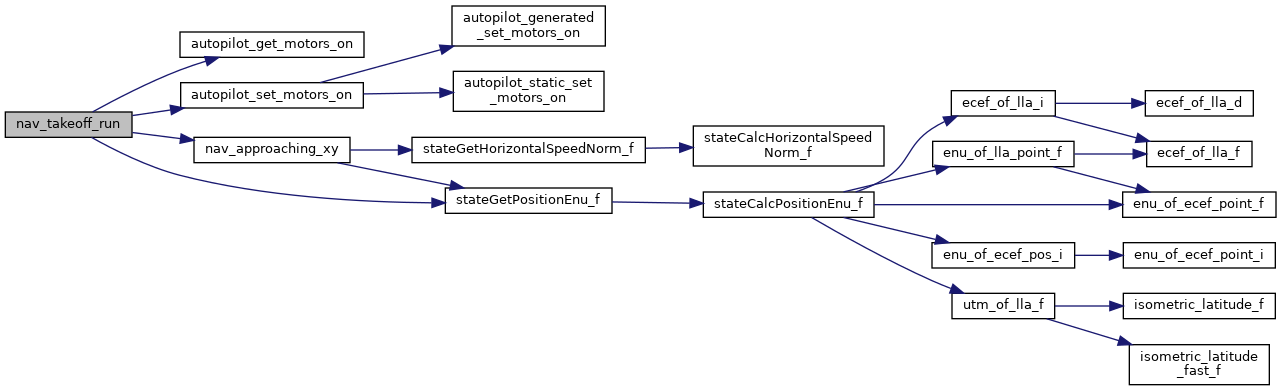 nav_takeoff_run
autopilot_get_motors_on
autopilot_set_motors_on
autopilot_generated
_set_motors_on
autopilot_static_set
_motors_on
nav_approaching_xy
stateGetHorizontalSpeedNorm_f
stateCalcHorizontalSpeed
Norm_f
stateGetPositionEnu_f
stateCalcPositionEnu_f
ecef_of_lla_i
ecef_of_lla_d
ecef_of_lla_f
enu_of_lla_point_f
enu_of_ecef_point_f
enu_of_ecef_pos_i
enu_of_ecef_point_i
utm_of_lla_f
isometric_latitude_f
isometric_latitude
_fast_f